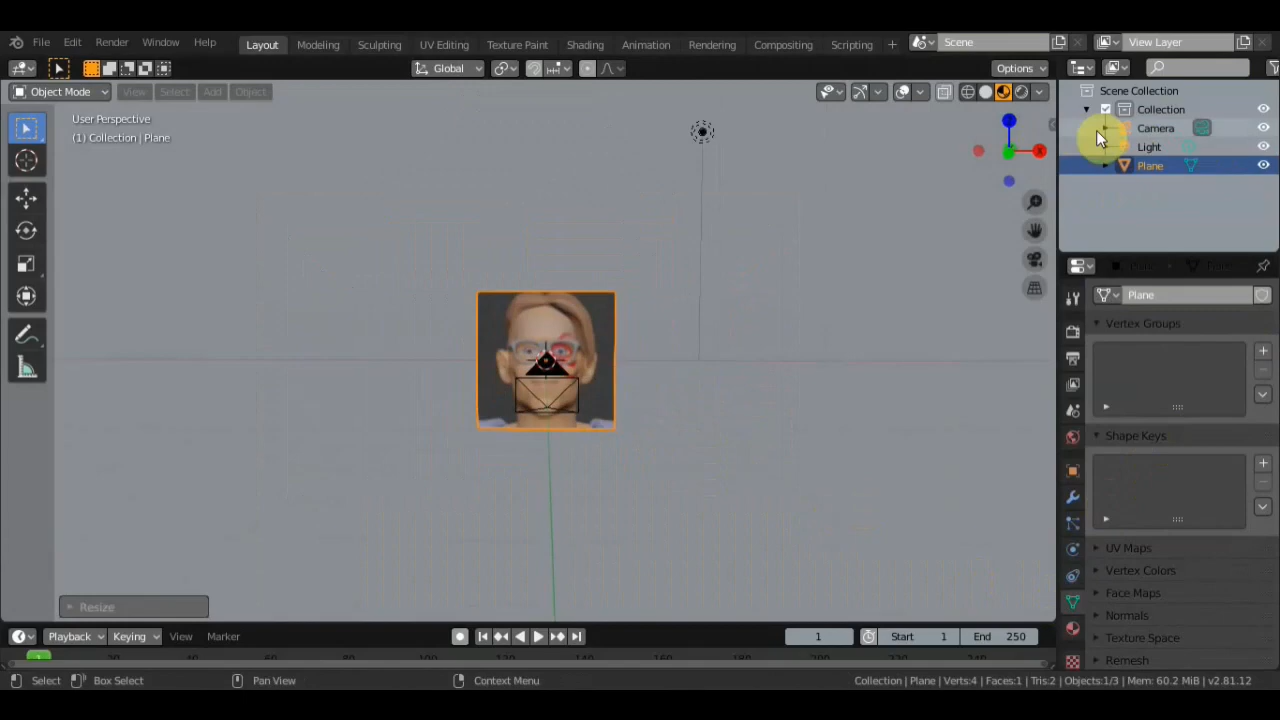 File Edit Render Window Help Layout Modeling Sculpting UV Editing Texture Paint Shading Animation Rendering Compositing Scripting + Scene View Layer
Global Options
Object Mode View Select Add Object
Scene Collection
User Perspective
Collection
(1) Collection | Plane
Camera
Light
Plane
X
Plane
Vertex Groups
Shape Keys
UV Maps
Vertex Colors
Face Maps
Resize
Normals
Playback Keying View Marker 1 Start 1 End 250
Texture Space
Remesh
1
Select Box Select Pan View Context Menu Collection | Plane | Verts:4 | Faces:1 | Tris:2 | Objects:1/3 | Mem: 60.2 MiB | v2.81.12